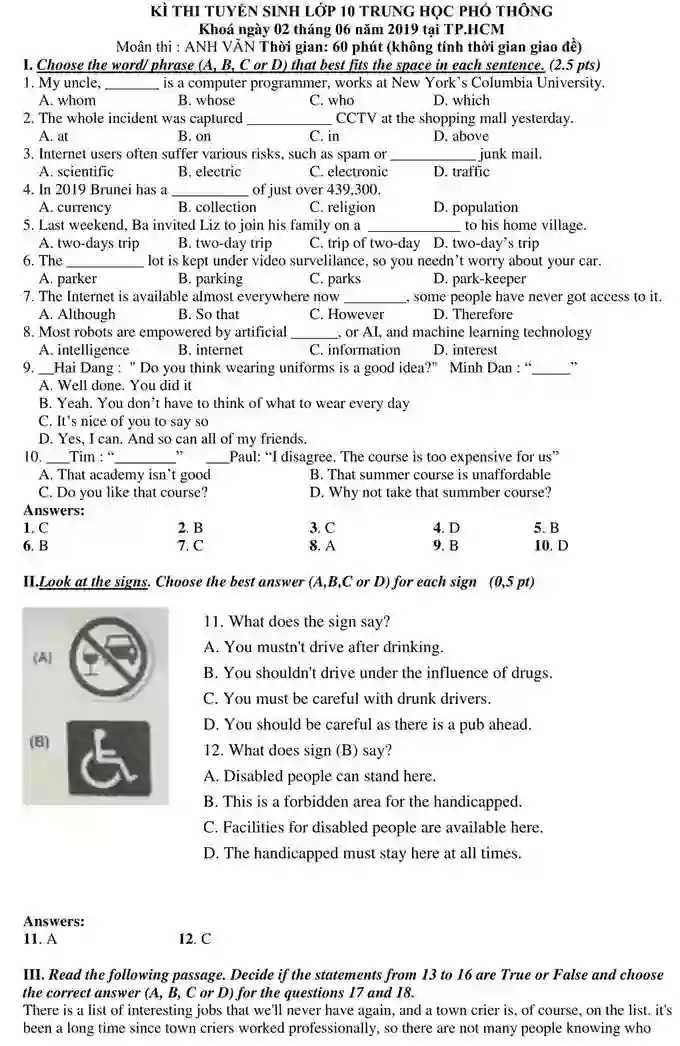 KÌ THI TUYỂN SINH LỚP 10 TRUNG HỌC PHỔ THÔNG
Khoá ngày 02 tháng 06 năm 2019 tại TP.HCM
Moân thi : ANH VĂN Thời gian: 60 phút (không tính thời gian giao đề)
I. Choose the word/ phrase (A, B, C or D) that best fits the space in each sentence. (2.5 pts)
1. My uncle, _______ is a computer programmer, works at New York's Columbia University.
A. whom B. whose C. who D. which
2. The whole incident was captured ___________ CCTV at the shopping mall yesterday.
A. at B. on C. in D. above
3. Internet users often suffer various risks, such as spam or ___________ junk mail.
A. scientific B. electric C. electronic D. traffic
4. In 2019 Brunei has a __________ of just over 439,300.
A. currency B. collection C. religion D. population
5. Last weekend, Ba invited Liz to join his family on a ____________ to his home village.
A. two-days trip B. two-day trip C. trip of two-day D. two-day's trip
6. The __________ lot is kept under video survelilance, so you needn't worry about your car.
A. parker B. parking C. parks D. park-keeper
7. The Internet is available almost everywhere now ________, some people have never got access to it.
A. Although B. So that C. However D. Therefore
8. Most robots are empowered by artificial ______, or AI, and machine learning technology
A. intelligence B. internet C. information D. interest
9. __Hai Dang : " Do you think wearing uniforms is a good idea?" Minh Dan : “_____”
A. Well done. You did it
B. Yeah. You don't have to think of what to wear every day
C. It's nice of you to say so
D. Yes, I can. And so can all of my friends.
10. ___Tim : “________” ___Paul: “I disagree. The course is too expensive for us”
A. That academy isn't good B. That summer course is unaffordable
C. Do you like that course? D. Why not take that summber course?
Answers:
1. C 2. B 3. C 4. D 5. B
6. B 7. C 8. A 9. B 10. D
II.Look at the signs. Choose the best answer (A,B,C or D) for each sign (0,5 pt)
(A)
(B)
11. What does the sign say?
A. You mustn't drive after drinking.
B. You shouldn't drive under the influence of drugs.
C. You must be careful with drunk drivers.
D. You should be careful as there is a pub ahead.
12. What does sign (B) say?
A. Disabled people can stand here.
B. This is a forbidden area for the handicapped.
C. Facilities for disabled people are available here.
D. The handicapped must stay here at all times.
Answers:
11. A 12. C
III. Read the following passage. Decide if the statements from 13 to 16 are True or False and choose
the correct answer (A, B, C or D) for the questions 17 and 18.
There is a list of interesting jobs that we'll never have again, and a town crier is, of course, on the list. it's
been a long time since town criers worked professionally, so there are not many people knowing who